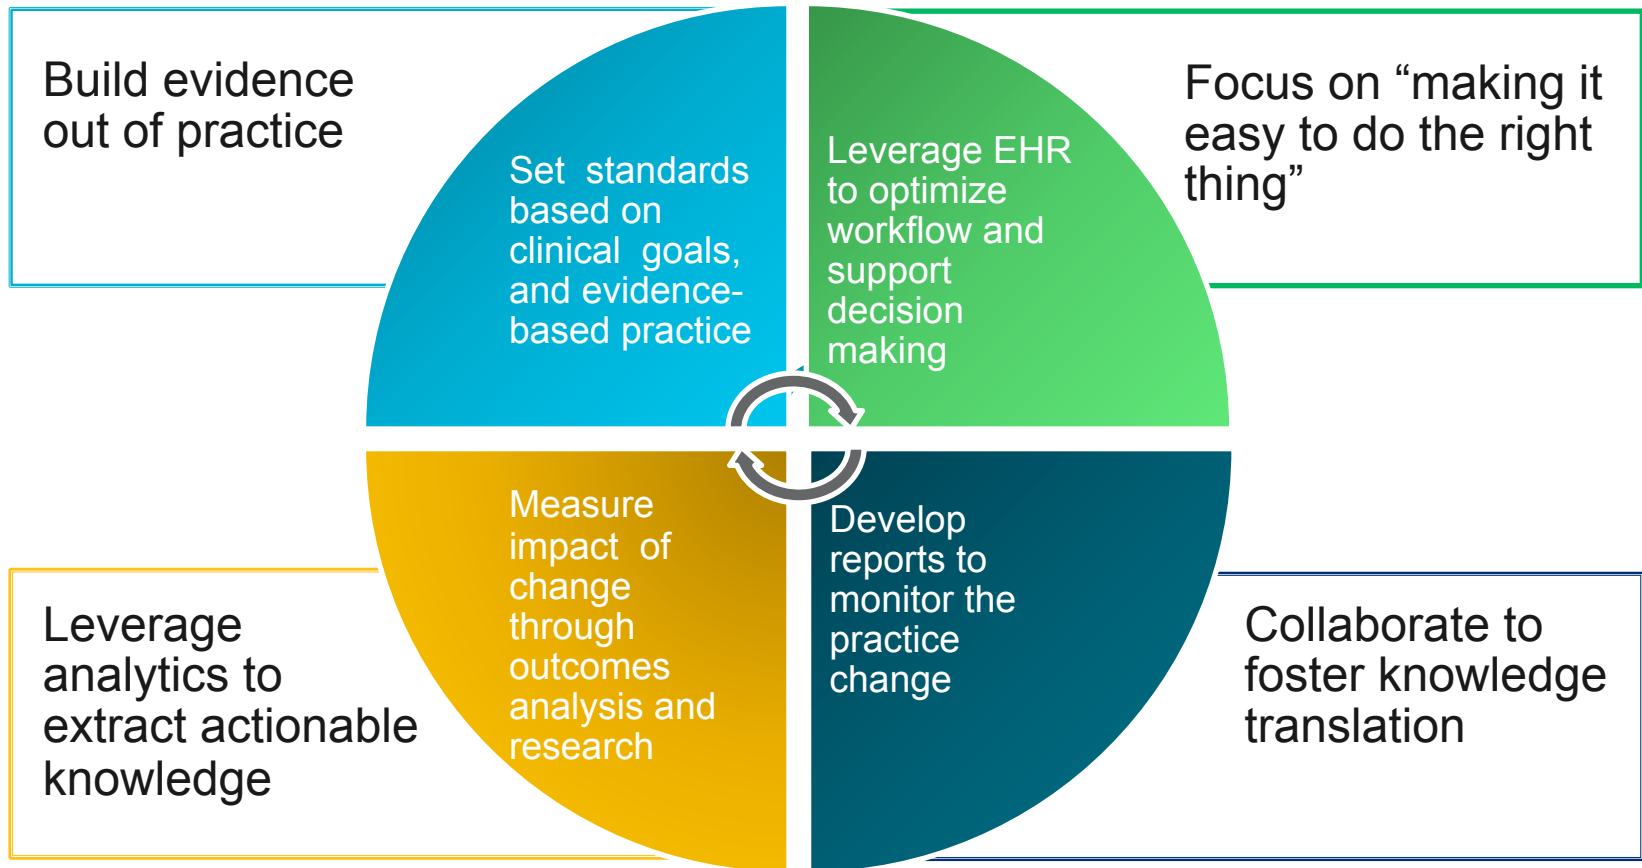 Build evidence
out of practice
Set standards
based on
clinical goals,
and evidence-
based practice
Leverage EHR
to optimize
workflow and
support
decision
making
Focus on “making it
easy to do the right
thing”
Leverage
analytics to
extract actionable
knowledge
Measure
impact of
change
through
outcomes
analysis and
research
Develop
reports to
monitor the
practice
change
Collaborate to
foster knowledge
translation